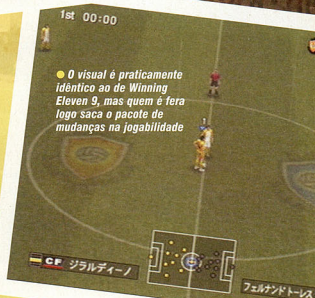 1st 00:00
O visual é praticamente
idêntico ao de Winning
Eleven 9, mas quem é fera
logo saca o pacote de
mudanças na jogabilidade
CF ジラルディーノ
フェルナンドトーレス